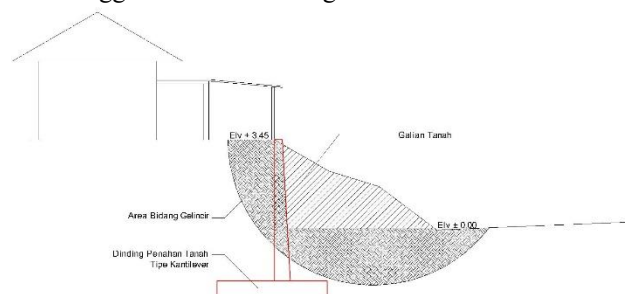 Elv + 3.45
Galian Tanah
Area Bidang Gelincir
Elv ± 0.00
Dinding Penahan Tanah
Tipe Kantilever